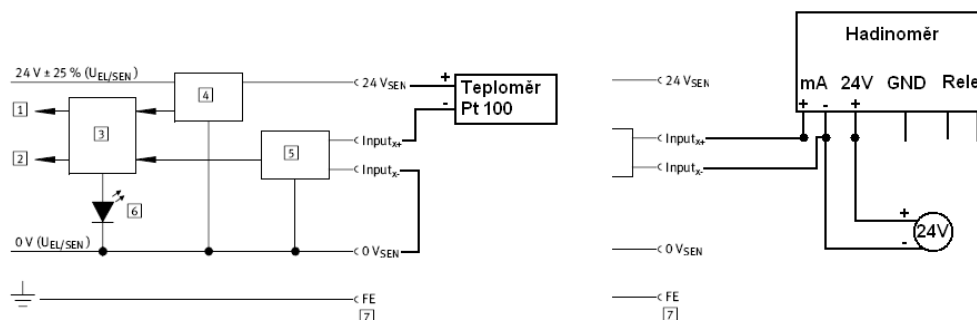 24 V ± 25 % (U_EL/SEN)
1
2
3
4
5
6
0 V (U_EL/SEN)
24 V_SEN
Input_x+
Input_x-
0 V_SEN
FE
7
+
-
Teploměr
Pt 100
24 V_SEN
Input_x+
Input_x-
0 V_SEN
FE
7
Hadinoměr
mA 24V GND Rele
+ - +
+
24V
-